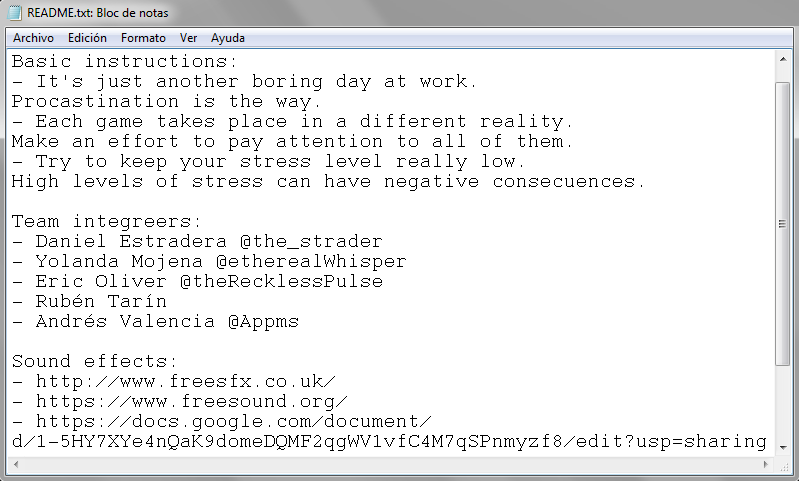 README.txt: Bloc de notas
Archivo Edición Formato Ver Ayuda
Basic instructions:
- It's just another boring day at work.
Procastination is the way.
- Each game takes place in a different reality.
Make an effort to pay attention to all of them.
- Try to keep your stress level really low.
High levels of stress can have negative consecuences.
Team integreers:
- Daniel Estradera @the_strader
- Yolanda Mojena @etherealWhisper
- Eric Oliver @theRecklessPulse
- Rubén Tarín
- Andrés Valencia @Appms
Sound effects:
- http://www.freesfx.co.uk/
- https://www.freesound.org/
- https://docs.google.com/document/
d/1-5HY7XYe4nQaK9domeDQMF2qgWV1vfC4M7qSPnmyzf8/edit?usp=sharing